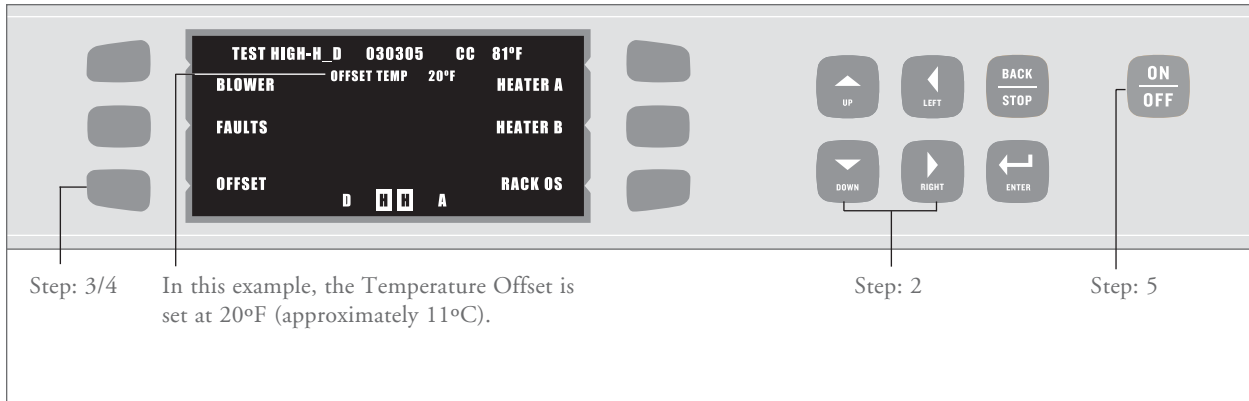 TEST HIGH-H_D 030305 CC 81ºF
OFFSET TEMP 20ºF
BLOWER HEATER A
FAULTS HEATER B
OFFSET RACK OS
D H H A
UP
LEFT
BACK
STOP
ON
OFF
DOWN
RIGHT
ENTER
Step: 3/4
In this example, the Temperature Offset is
set at 20ºF (approximately 11ºC).
Step: 2
Step: 5